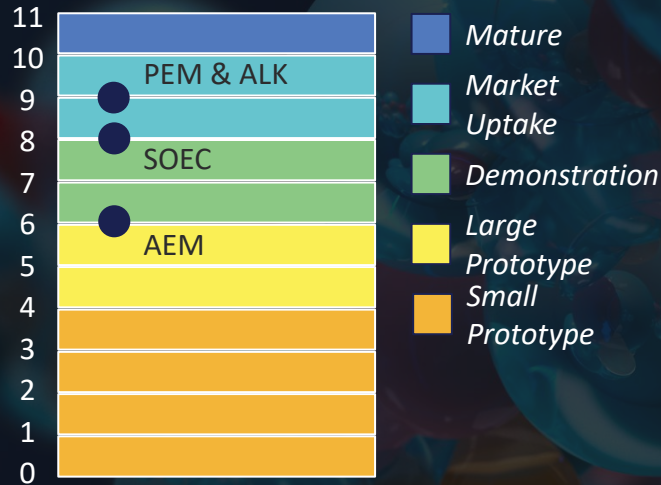 11
10
9
8
7
6
5
4
3
2
1
0
PEM & ALK
SOEC
AEM
Mature
Market
Uptake
Demonstration
Large
Prototype
Small
Prototype